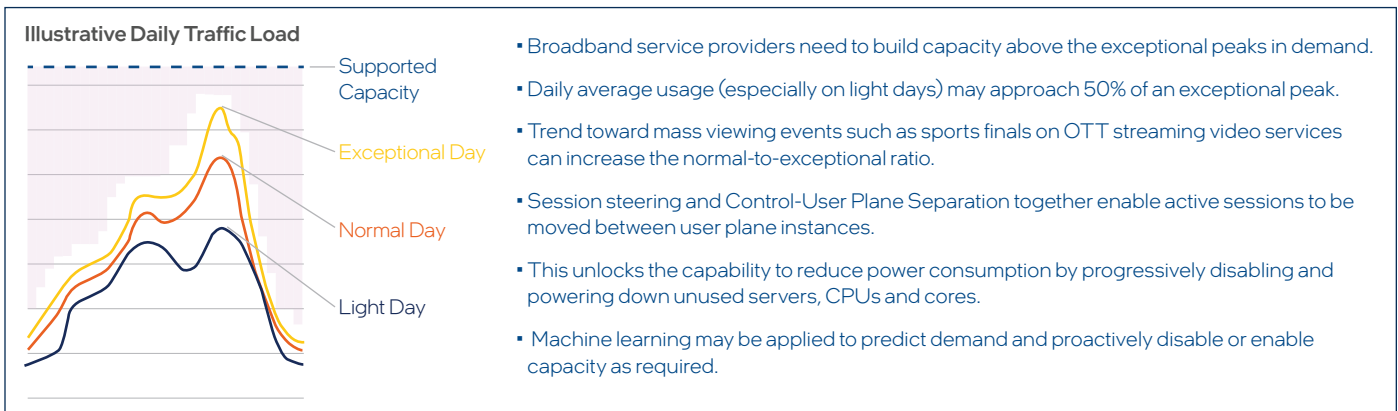 Illustrative Daily Traffic Load
Supported
Capacity
Exceptional Day
Normal Day
Light Day
▪ Broadband service providers need to build capacity above the exceptional peaks in demand.
▪ Daily average usage (especially on light days) may approach 50% of an exceptional peak.
▪ Trend toward mass viewing events such as sports finals on OTT streaming video services
can increase the normal-to-exceptional ratio.
▪ Session steering and Control-User Plane Separation together enable active sessions to be
moved between user plane instances.
▪ This unlocks the capability to reduce power consumption by progressively disabling and
powering down unused servers, CPUs and cores.
▪ Machine learning may be applied to predict demand and proactively disable or enable
capacity as required.